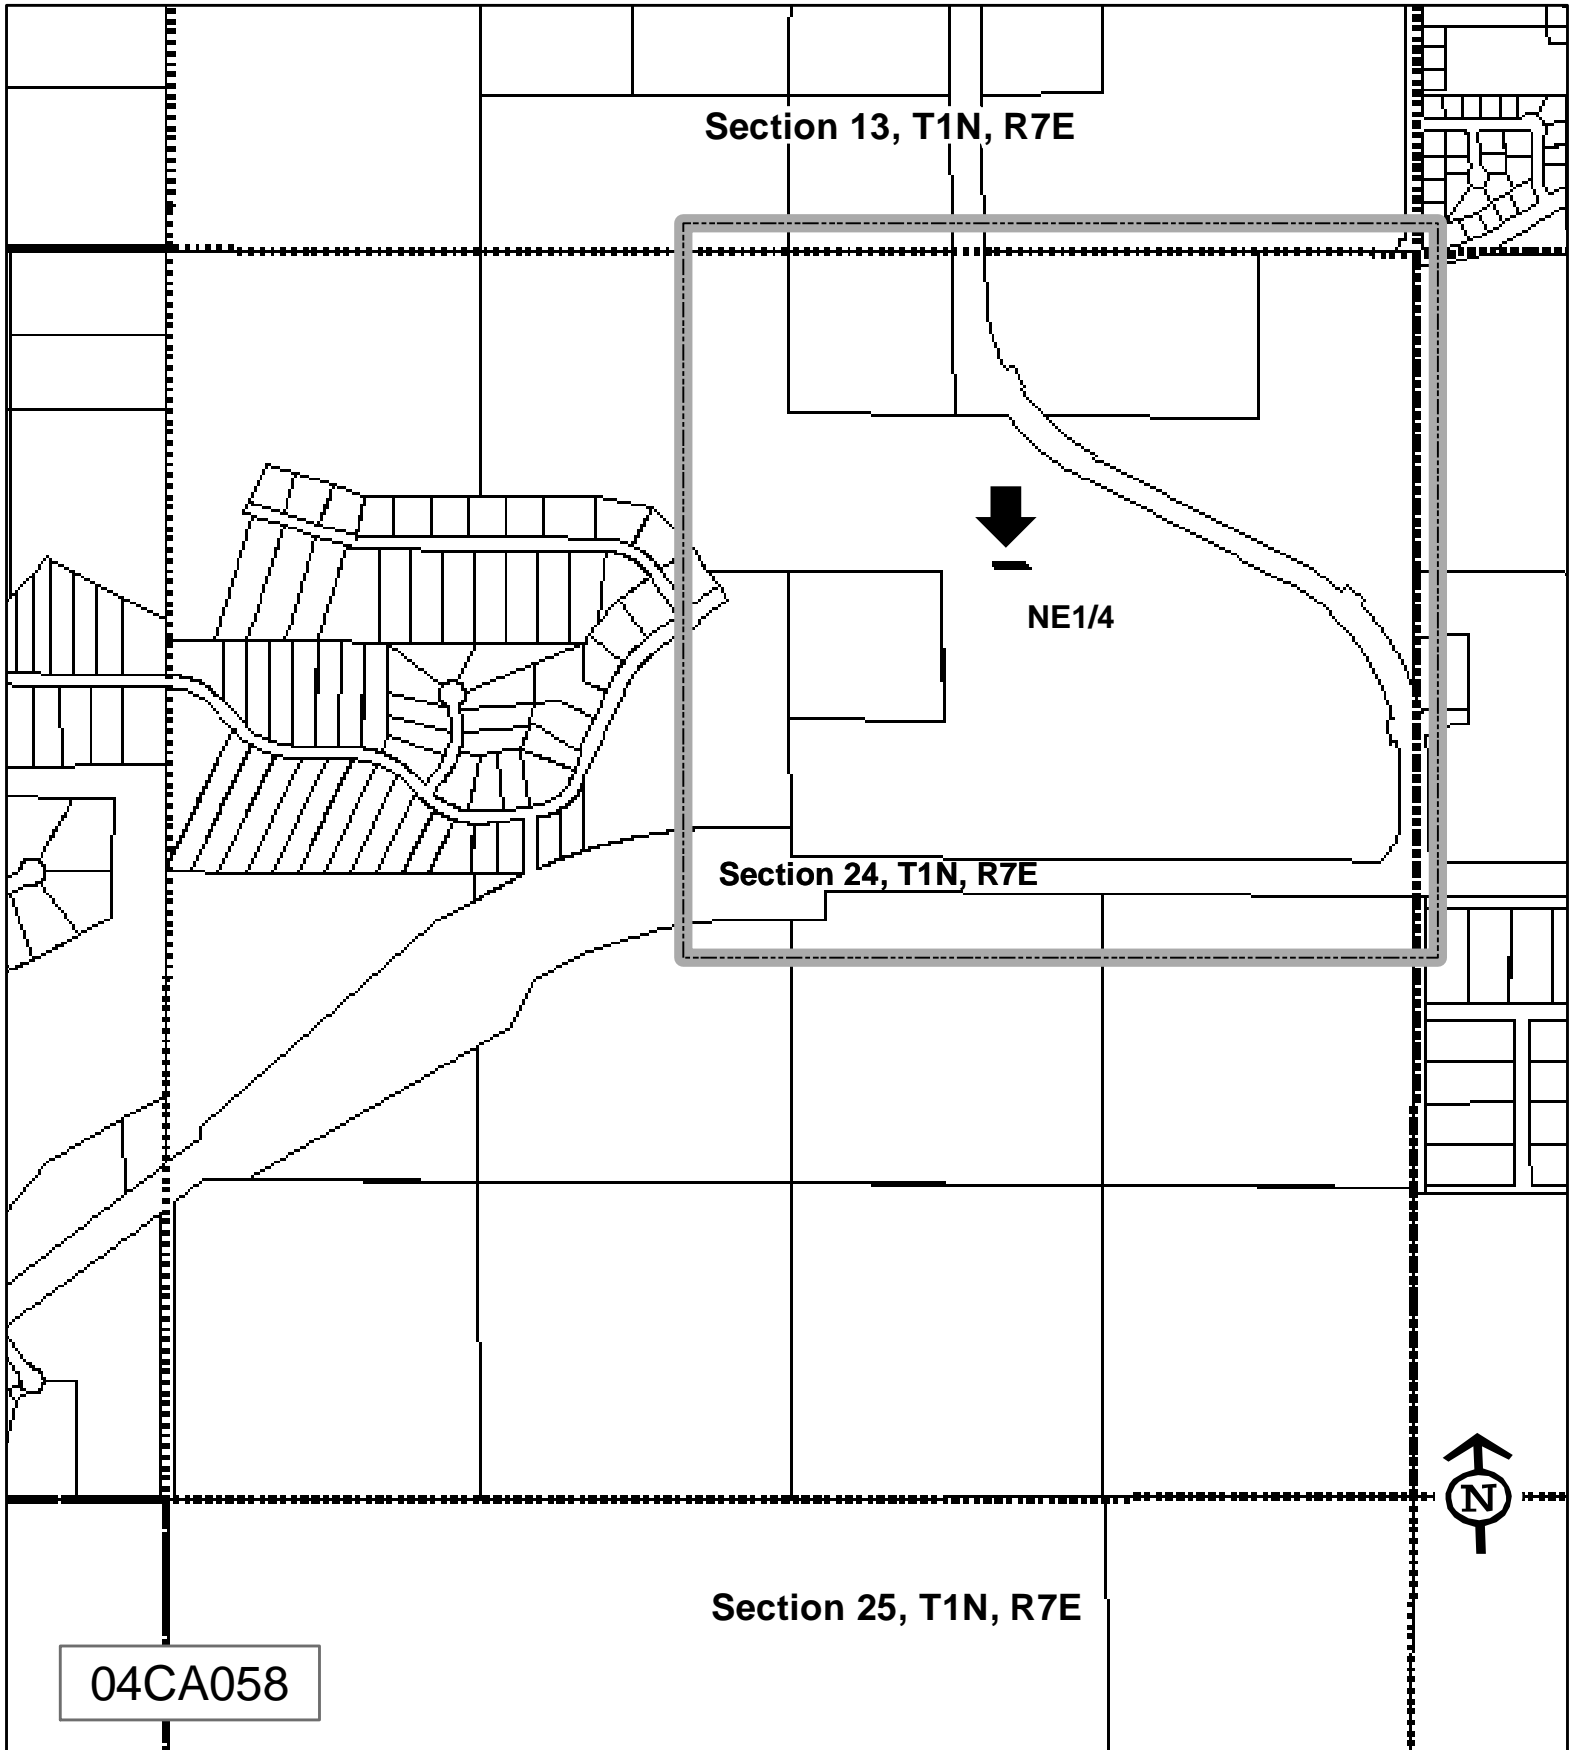 Section 13, T1N, R7E
NE1/4
Section 24, T1N, R7E
N
Section 25, T1N, R7E
04CA058